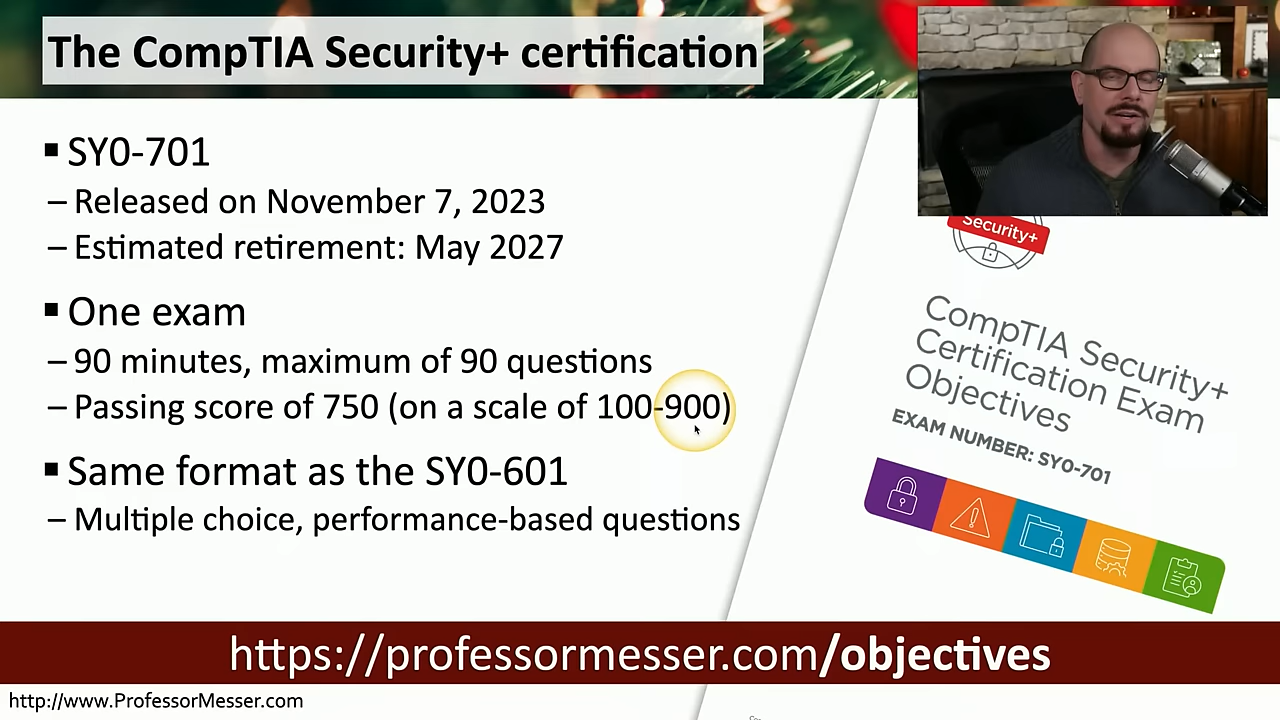 The CompTIA Security+ certification
▪ SY0-701
– Released on November 7, 2023
– Estimated retirement: May 2027
▪ One exam
– 90 minutes, maximum of 90 questions
– Passing score of 750 (on a scale of 100-900)
▪ Same format as the SY0-601
– Multiple choice, performance-based questions
Security+
CompTIA Security+
Certification Exam
Objectives
EXAM NUMBER: SY0-701
https://professormesser.com/objectives
http://www.ProfessorMesser.com